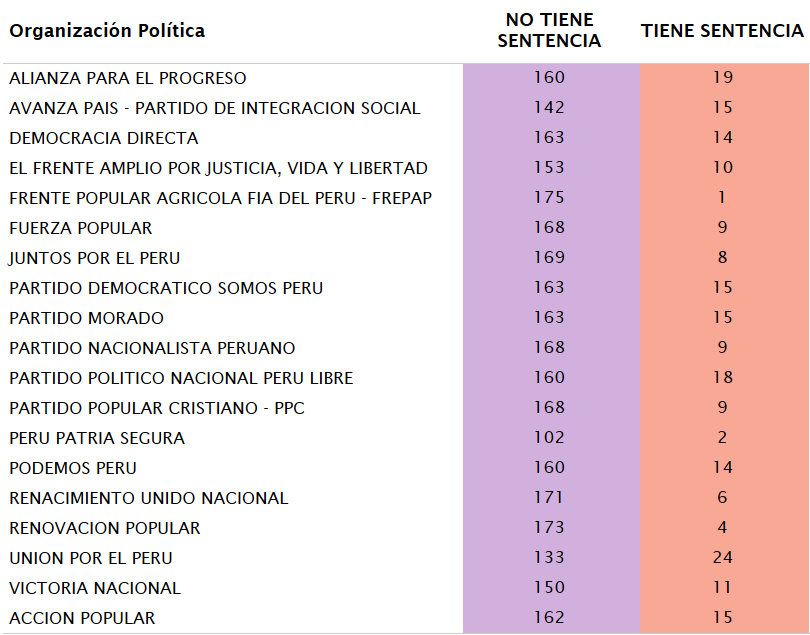 Organización Política NO TIENE SENTENCIA TIENE SENTENCIA
ALIANZA PARA EL PROGRESO 160 19
AVANZA PAIS - PARTIDO DE INTEGRACION SOCIAL 142 15
DEMOCRACIA DIRECTA 163 14
EL FRENTE AMPLIO POR JUSTICIA, VIDA Y LIBERTAD 153 10
FRENTE POPULAR AGRICOLA FIA DEL PERU - FREPAP 175 1
FUERZA POPULAR 168 9
JUNTOS POR EL PERU 169 8
PARTIDO DEMOCRATICO SOMOS PERU 163 15
PARTIDO MORADO 163 15
PARTIDO NACIONALISTA PERUANO 168 9
PARTIDO POLITICO NACIONAL PERU LIBRE 160 18
PARTIDO POPULAR CRISTIANO - PPC 168 9
PERU PATRIA SEGURA 102 2
PODEMOS PERU 160 14
RENACIMIENTO UNIDO NACIONAL 171 6
RENOVACION POPULAR 173 4
UNION POR EL PERU 133 24
VICTORIA NACIONAL 150 11
ACCION POPULAR 162 15